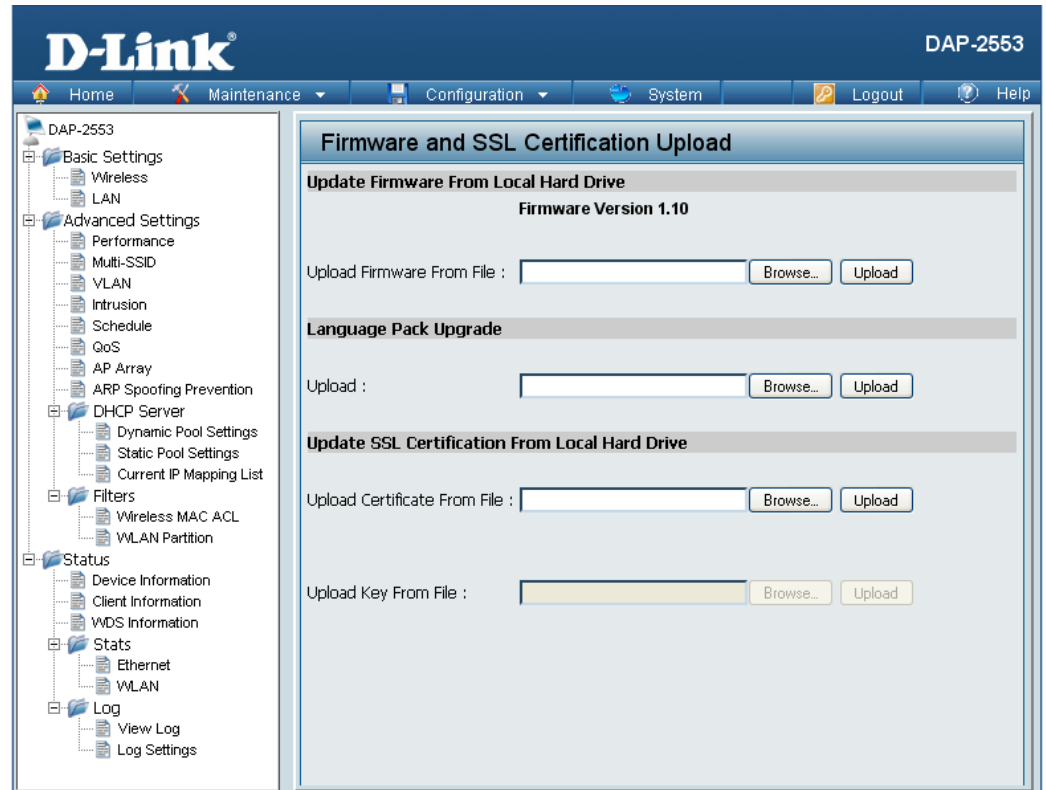 D-Link®
DAP-2553
Home Maintenance Configuration System Logout Help
DAP-2553
Basic Settings
Wireless
LAN
Advanced Settings
Performance
Multi-SSID
VLAN
Intrusion
Schedule
QoS
AP Array
ARP Spoofing Prevention
DHCP Server
Dynamic Pool Settings
Static Pool Settings
Current IP Mapping List
Filters
Wireless MAC ACL
WLAN Partition
Status
Device Information
Client Information
WDS Information
Stats
Ethernet
WLAN
Log
View Log
Log Settings
Firmware and SSL Certification Upload
Update Firmware From Local Hard Drive
Firmware Version 1.10
Upload Firmware From File : Browse... Upload
Language Pack Upgrade
Upload : Browse... Upload
Update SSL Certification From Local Hard Drive
Upload Certificate From File : Browse... Upload
Upload Key From File : Browse... Upload